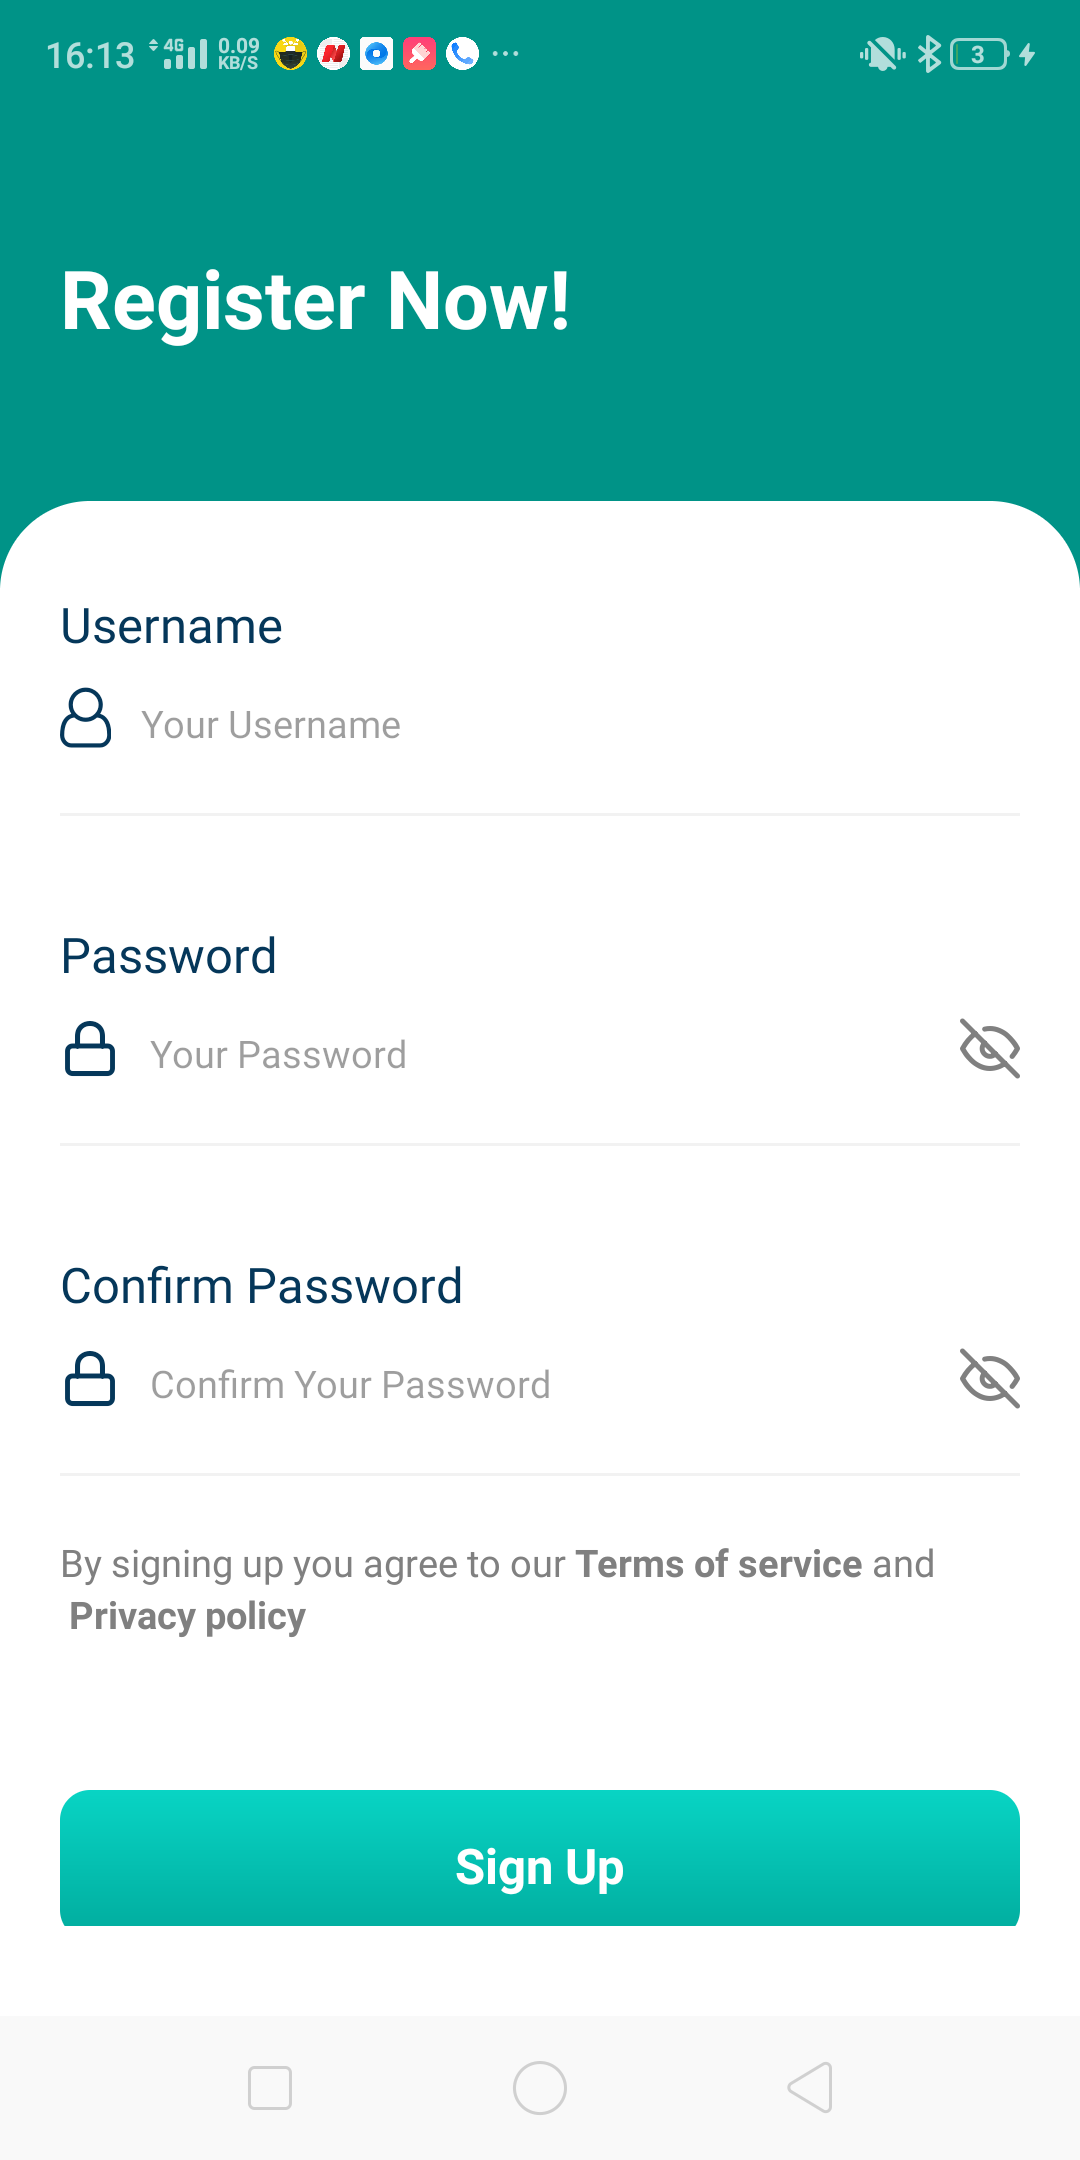 16:13 4G 0.09 KB/S ... 3
Register Now!
Username
Your Username
Password
Your Password
Confirm Password
Confirm Your Password
By signing up you agree to our Terms of service and
Privacy policy
Sign Up